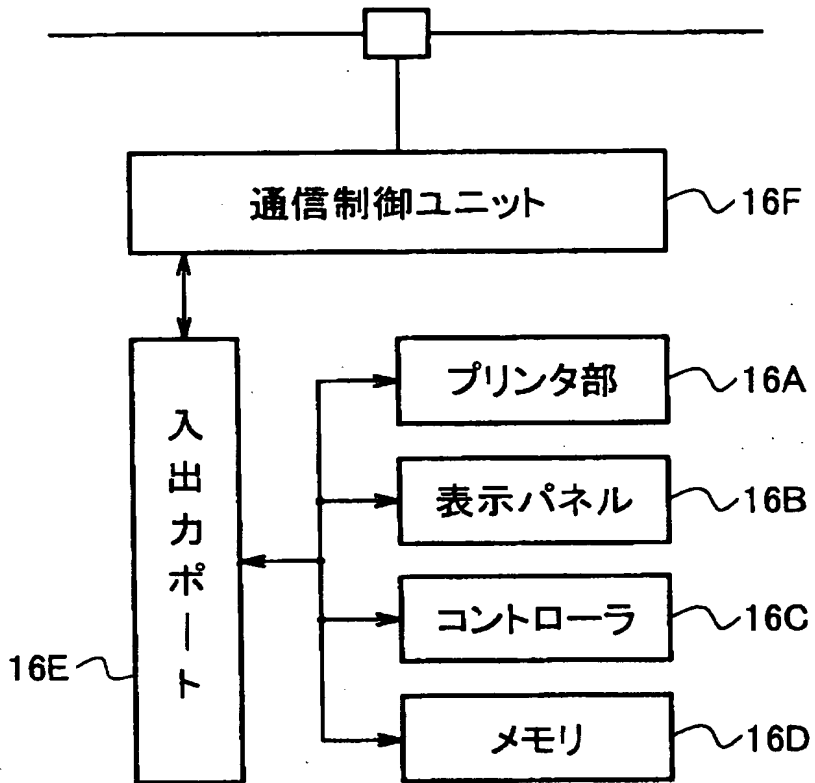 通信制御ユニット
16F
プリンタ部
16A
入出力ポート
表示パネル
16B
コントローラ
16C
16E
メモリ
16D